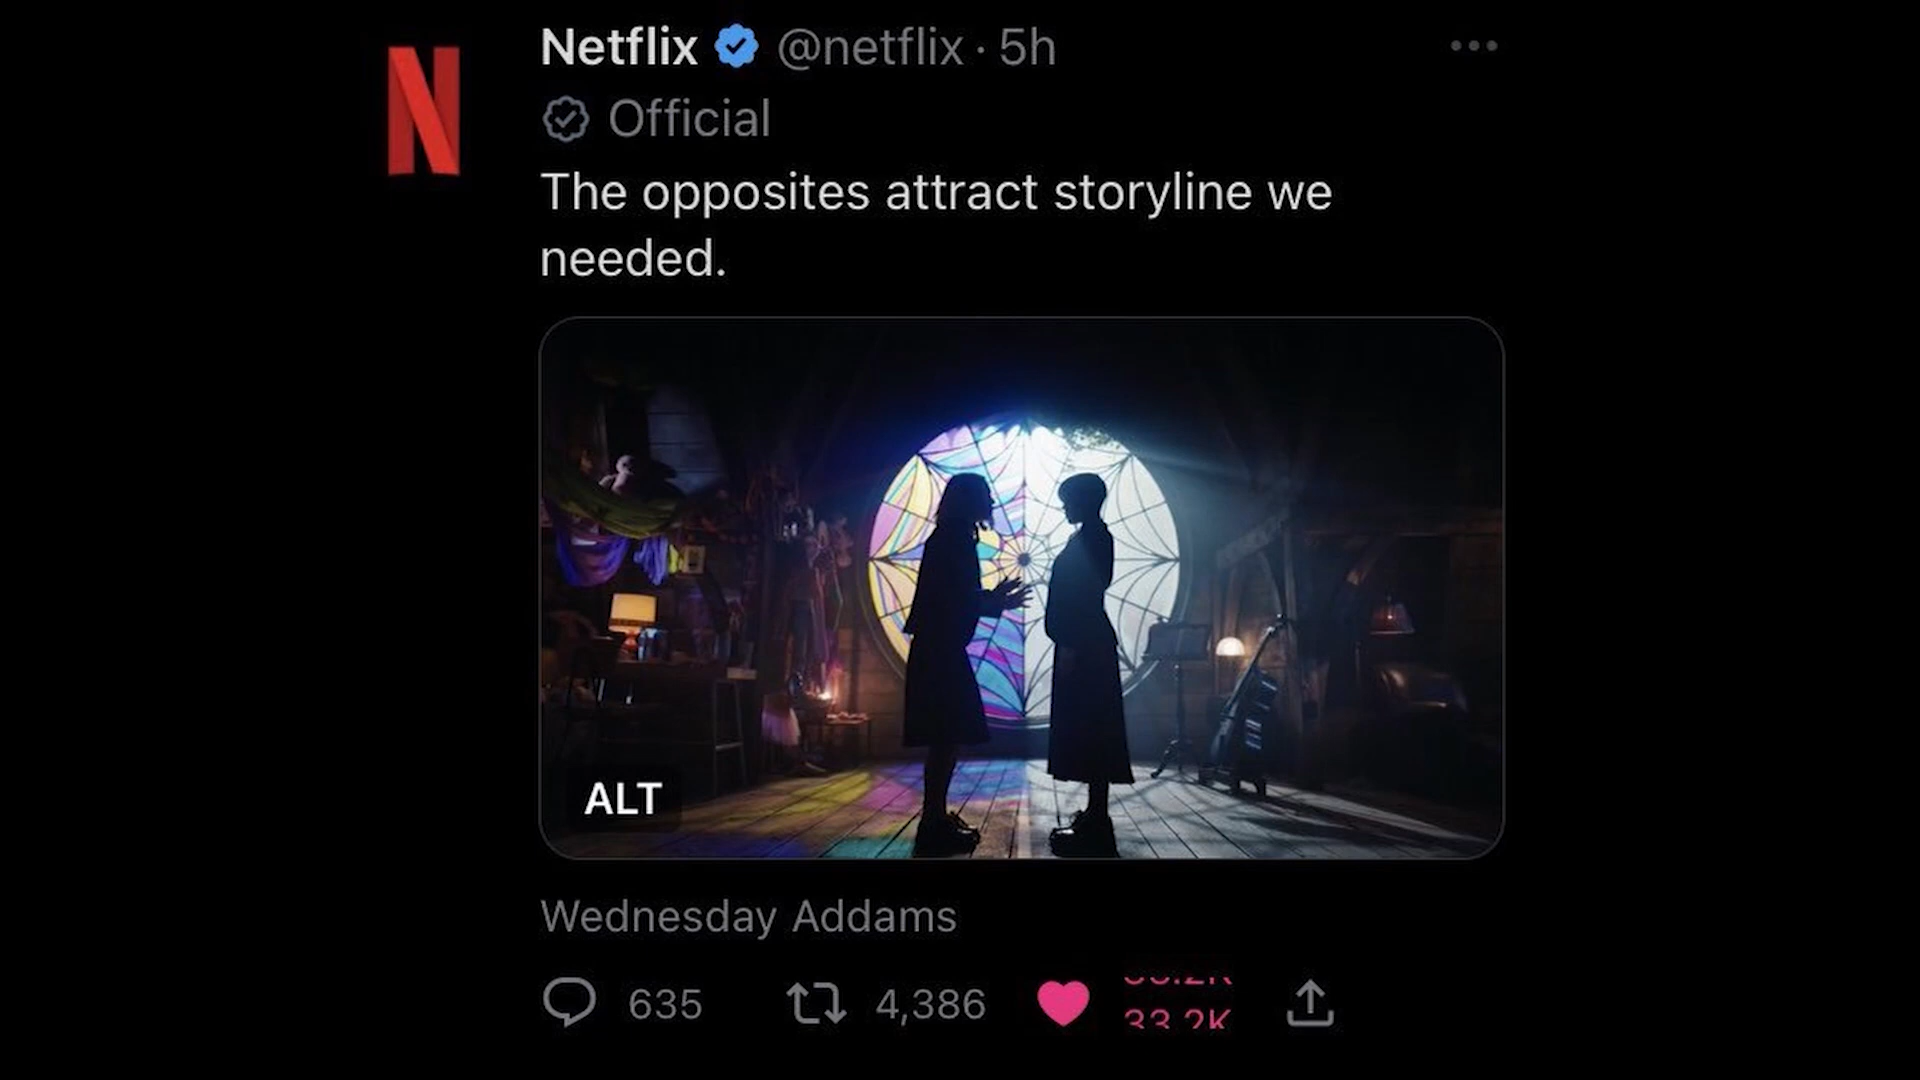 Netflix @netflix · 5h
Official
The opposites attract storyline we
needed.
ALT
Wednesday Addams
635 4,386 33.2K